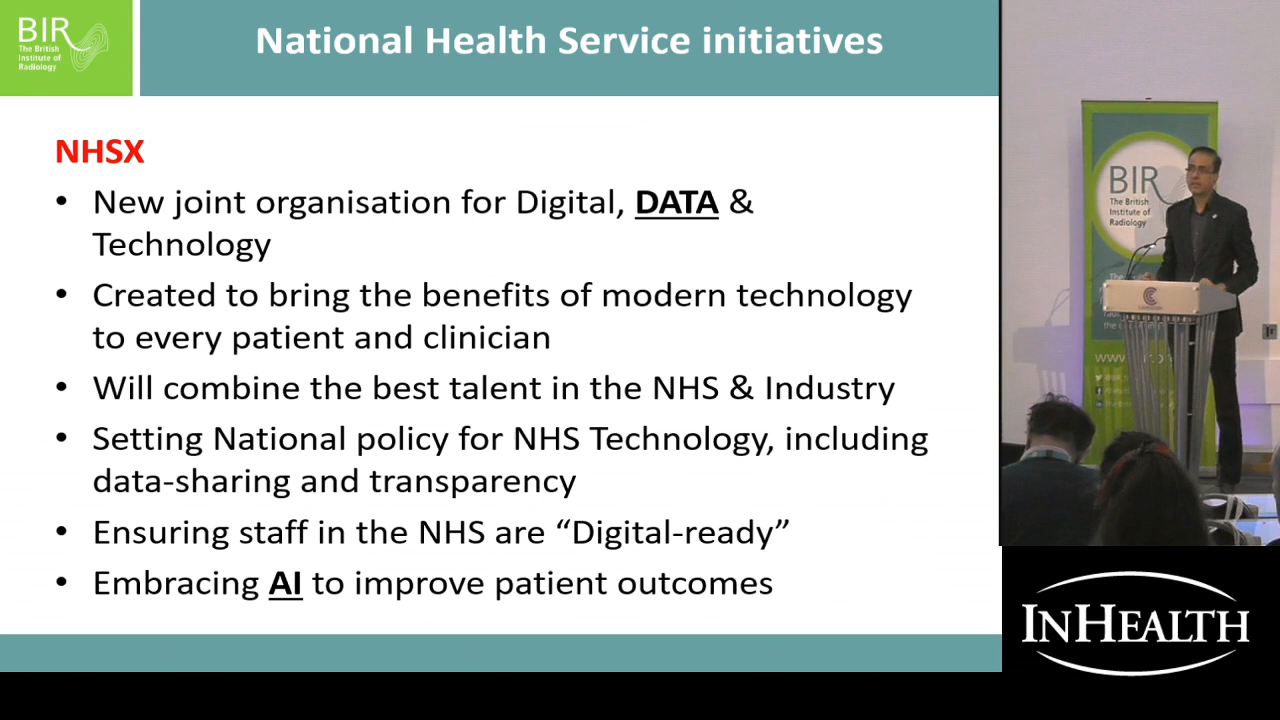 BIR
The British
Institute of
Radiology
National Health Service initiatives
NHSX
• New joint organisation for Digital, DATA &
Technology
• Created to bring the benefits of modern technology
to every patient and clinician
• Will combine the best talent in the NHS & Industry
• Setting National policy for NHS Technology, including
data-sharing and transparency
• Ensuring staff in the NHS are “Digital-ready”
• Embracing AI to improve patient outcomes
BIR
The British
Institute of
Radiology
INHEALTH